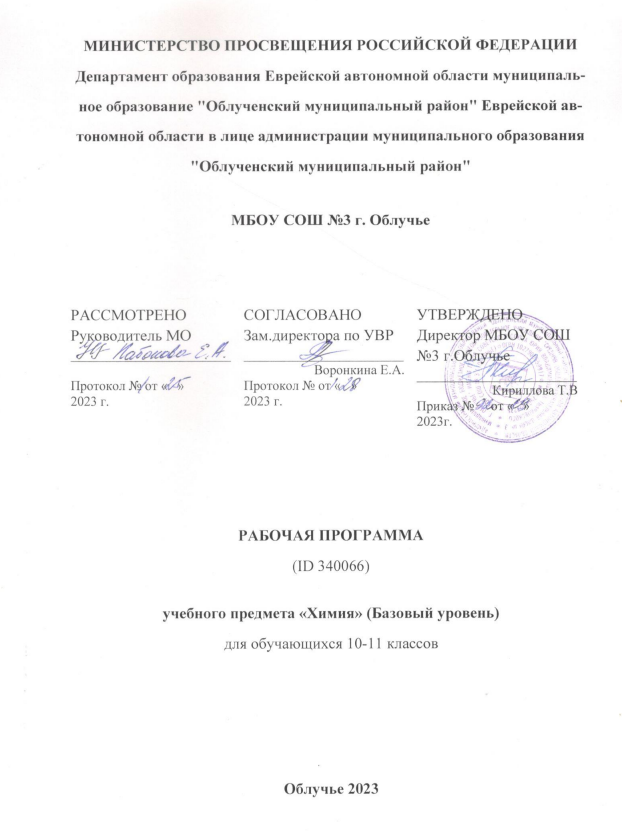 МИНИСТЕРСТВО ПРОСВЕЩЕНИЯ РОССИЙСКОЙ ФЕДЕРАЦИИ
Департамент образования Еврейской автономной области муниципаль-
ное образование "Облученский муниципальный район" Еврейской ав-
тономной области в лице администрации муниципального образования
"Облученский муниципальный район"
МБОУ СОШ №3 г. Облучье
РАССМОТРЕНО
Руководитель МО
Е.А.
Протокол №1 от «25»
2023 г.
СОГЛАСОВАНО
Зам.директора по УВР
Воронкина Е.А.
Протокол № от «28
2023 г.
УТВЕРЖДЕНО
Директор МБОУ СОШ
№3 г.Облучье
Кириллова Т.В
Приказ № от « »
2023г.
РАБОЧАЯ ПРОГРАММА
(ID 340066)
учебного предмета «Химия» (Базовый уровень)
для обучающихся 10-11 классов
Облучье 2023